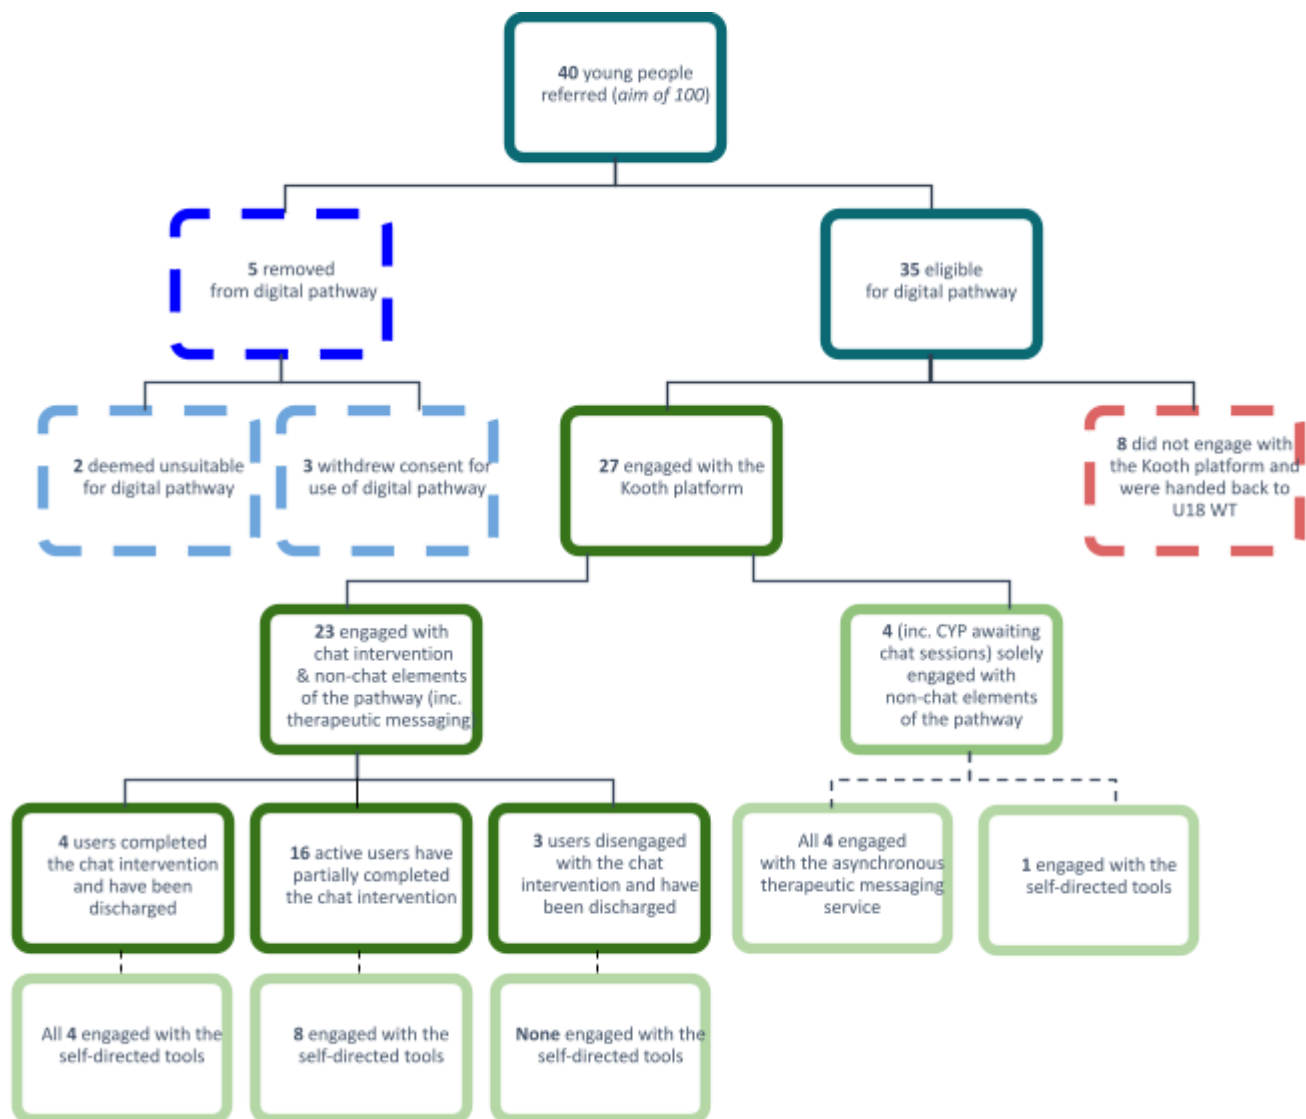 40 young people
referred (aim of 100)
5 removed
from digital pathway
35 eligible
for digital pathway
2 deemed unsuitable
for digital pathway
3 withdrew consent for
use of digital pathway
27 engaged with the
Kooth platform
8 did not engage with
the Kooth platform and
were handed back to
U18 WT
23 engaged with
chat intervention
& non-chat elements
of the pathway (inc.
therapeutic messaging
4 (inc. CYP awaiting
chat sessions) solely
engaged with
non-chat elements
of the pathway
4 users completed
the chat intervention
and have been
discharged
16 active users have
partially completed
the chat intervention
3 users disengaged
with the chat
intervention and have
been discharged
All 4 engaged
with the asynchronous
therapeutic messaging
service
1 engaged with the
self-directed tools
All 4 engaged with the
self-directed tools
8 engaged with the
self-directed tools
None engaged with the
self-directed tools